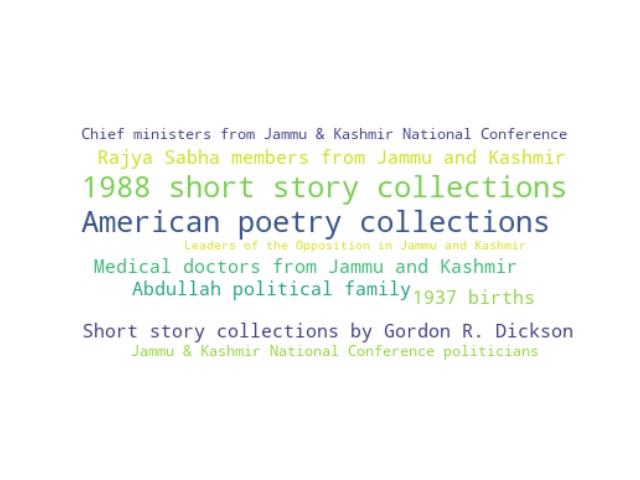 Chief ministers from Jammu & Kashmir National Conference
Rajya Sabha members from Jammu and Kashmir
1988 short story collections
American poetry collections
Leaders of the Opposition in Jammu and Kashmir
Medical doctors from Jammu and Kashmir
Abdullah political family
1937 births
Short story collections by Gordon R. Dickson
Jammu & Kashmir National Conference politicians